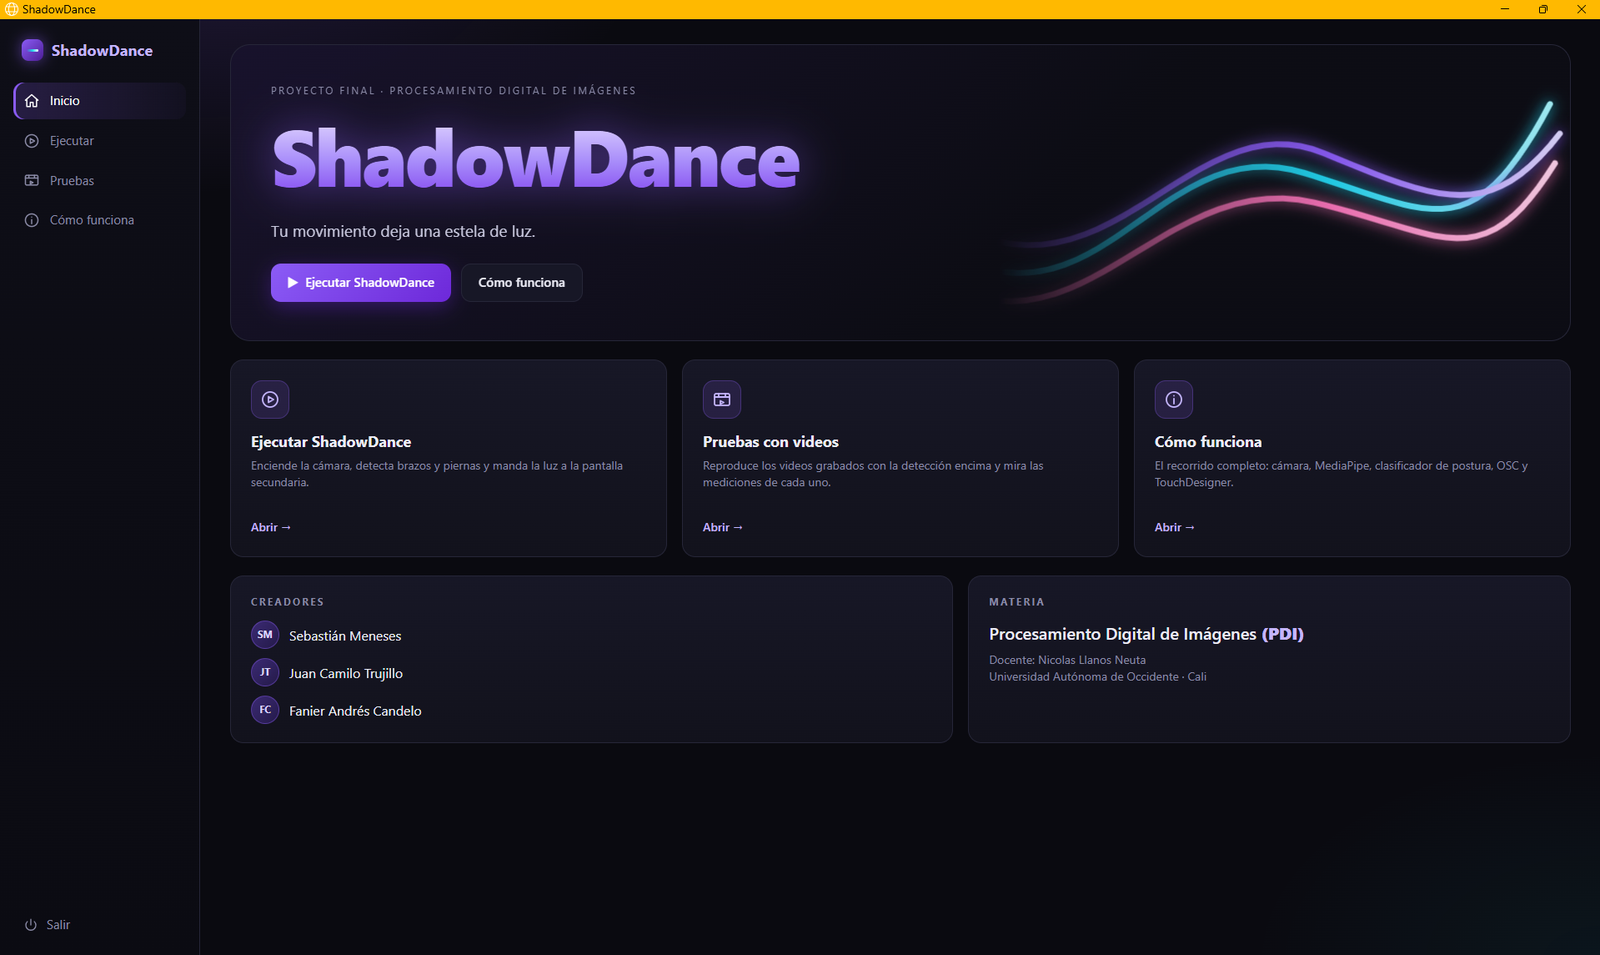 ShadowDance
ShadowDance
Inicio
Ejecutar
Pruebas
Cómo funciona
Salir
PROYECTO FINAL · PROCESAMIENTO DIGITAL DE IMÁGENES
ShadowDance
Tu movimiento deja una estela de luz.
Ejecutar ShadowDance
Cómo funciona
Ejecutar ShadowDance
Enciende la cámara, detecta brazos y piernas y manda la luz a la pantalla
secundaria.
Abrir →
Pruebas con videos
Reproduce los videos grabados con la detección encima y mira las
mediciones de cada uno.
Abrir →
Cómo funciona
El recorrido completo: cámara, MediaPipe, clasificador de postura, OSC y
TouchDesigner.
Abrir →
CREADORES
SM Sebastián Meneses
JT Juan Camilo Trujillo
FC Fanier Andrés Candelo
MATERIA
Procesamiento Digital de Imágenes (PDI)
Docente: Nicolas Llanos Neuta
Universidad Autónoma de Occidente · Cali